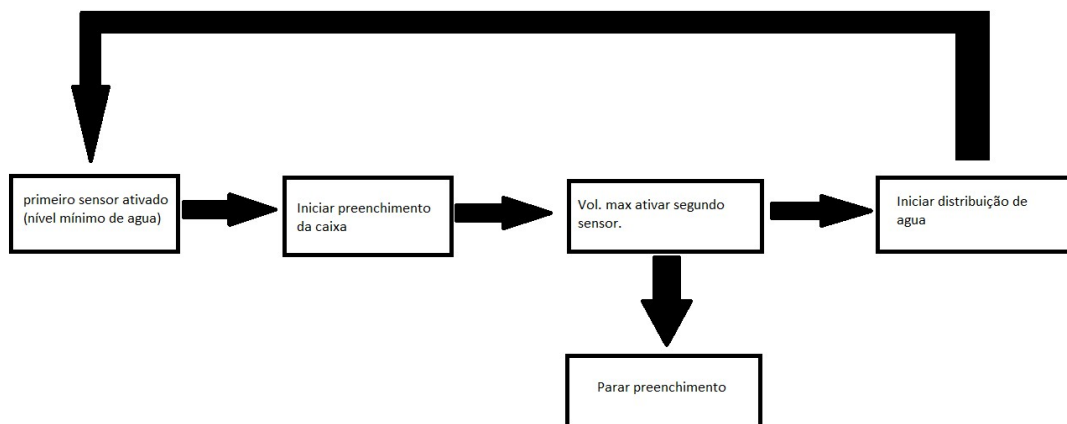 primeiro sensor ativado
(nível mínimo de agua)
Iniciar preenchimento
da caixa
Vol. max ativar segundo
sensor.
Iniciar distribuição de
agua
Parar preenchimento